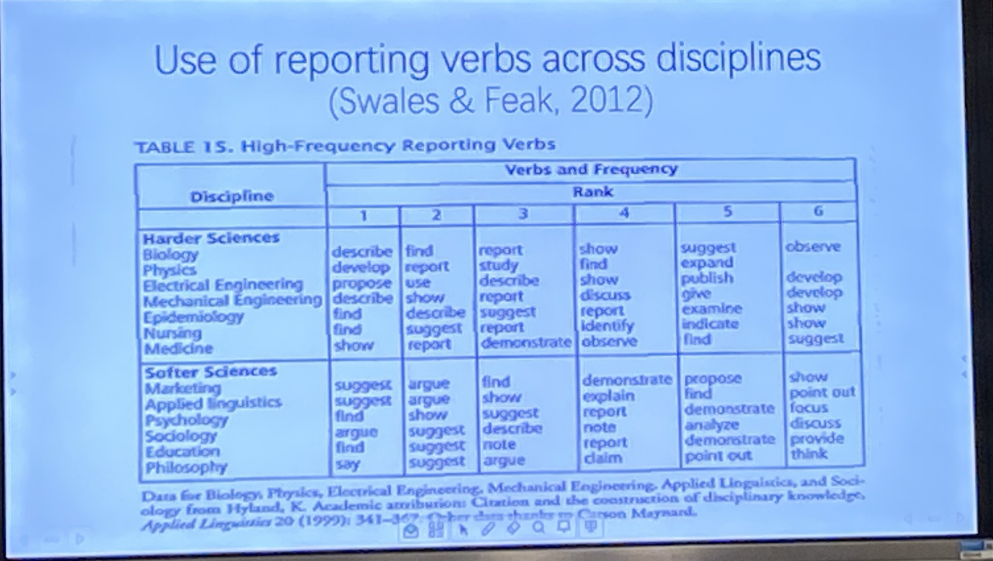 Use of reporting verbs across disciplines
(Swales & Feak, 2012)
TABLE 15. High-Frequency Reporting Verbs
Verbs and Frequency
Discipline Rank
1 2 3 4 5 6
Harder Sciences
Biology describe find report show suggest observe
Physics develop report study find expand
Electrical Engineering propose use describe show publish develop
Mechanical Engineering describe show report discuss give develop
Epidemiology find describe suggest report examine show
Nursing find suggest report identify indicate show
Medicine show report demonstrate observe find suggest
Softer Sciences
Marketing suggest argue find demonstrate propose show
Applied linguistics suggest argue show explain find point out
Psychology find show suggest report demonstrate focus
Sociology argue suggest describe note analyze discuss
Education find suggest note report demonstrate provide
Philosophy say suggest argue claim point out think
Data for Biology, Physics, Electrical Engineering, Mechanical Engineering, Applied Linguistics, and Soci-
ology from Hyland, K. Academic attribution: Citation and the construction of disciplinary knowledge,
Applied Linguistics 20 (1999): 341–367. Other data thanks to Carson Maynard.